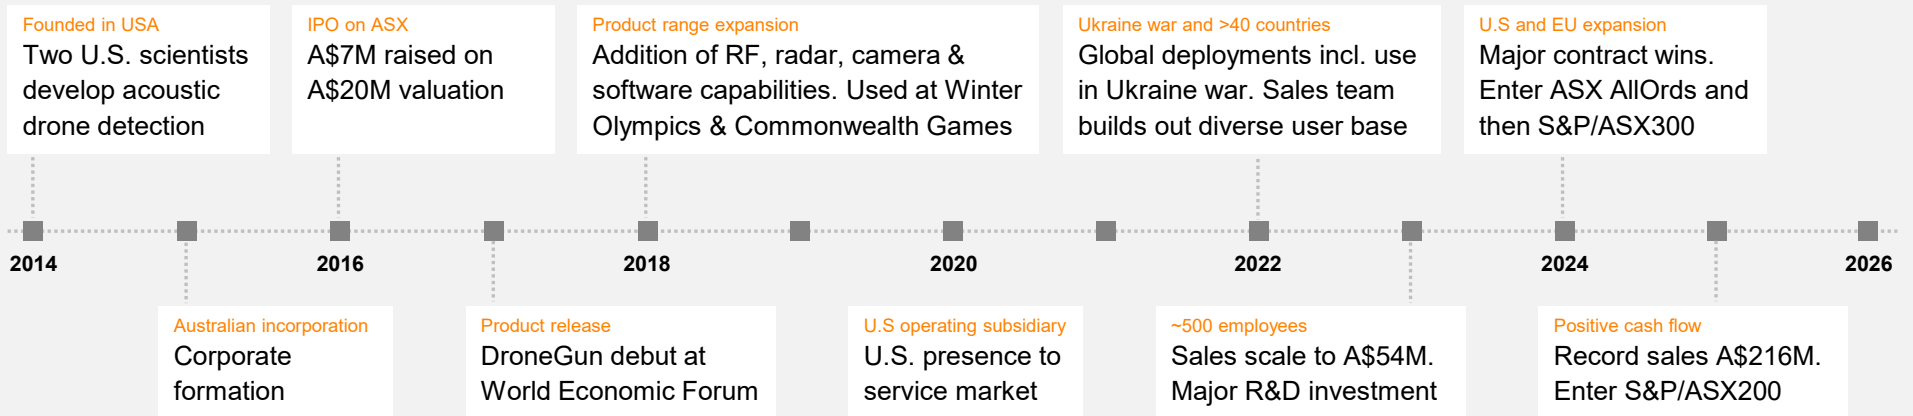 Founded in USA
Two U.S. scientists
develop acoustic
drone detection
IPO on ASX
A$7M raised on
A$20M valuation
Product range expansion
Addition of RF, radar, camera &
software capabilities. Used at Winter
Olympics & Commonwealth Games
Ukraine war and >40 countries
Global deployments incl. use
in Ukraine war. Sales team
builds out diverse user base
U.S and EU expansion
Major contract wins.
Enter ASX AllOrds and
then S&P/ASX300
2014
2016
2018
2020
2022
2024
2026
Australian incorporation
Corporate
formation
Product release
DroneGun debut at
World Economic Forum
U.S operating subsidiary
U.S. presence to
service market
~500 employees
Sales scale to A$54M.
Major R&D investment
Positive cash flow
Record sales A$216M.
Enter S&P/ASX200